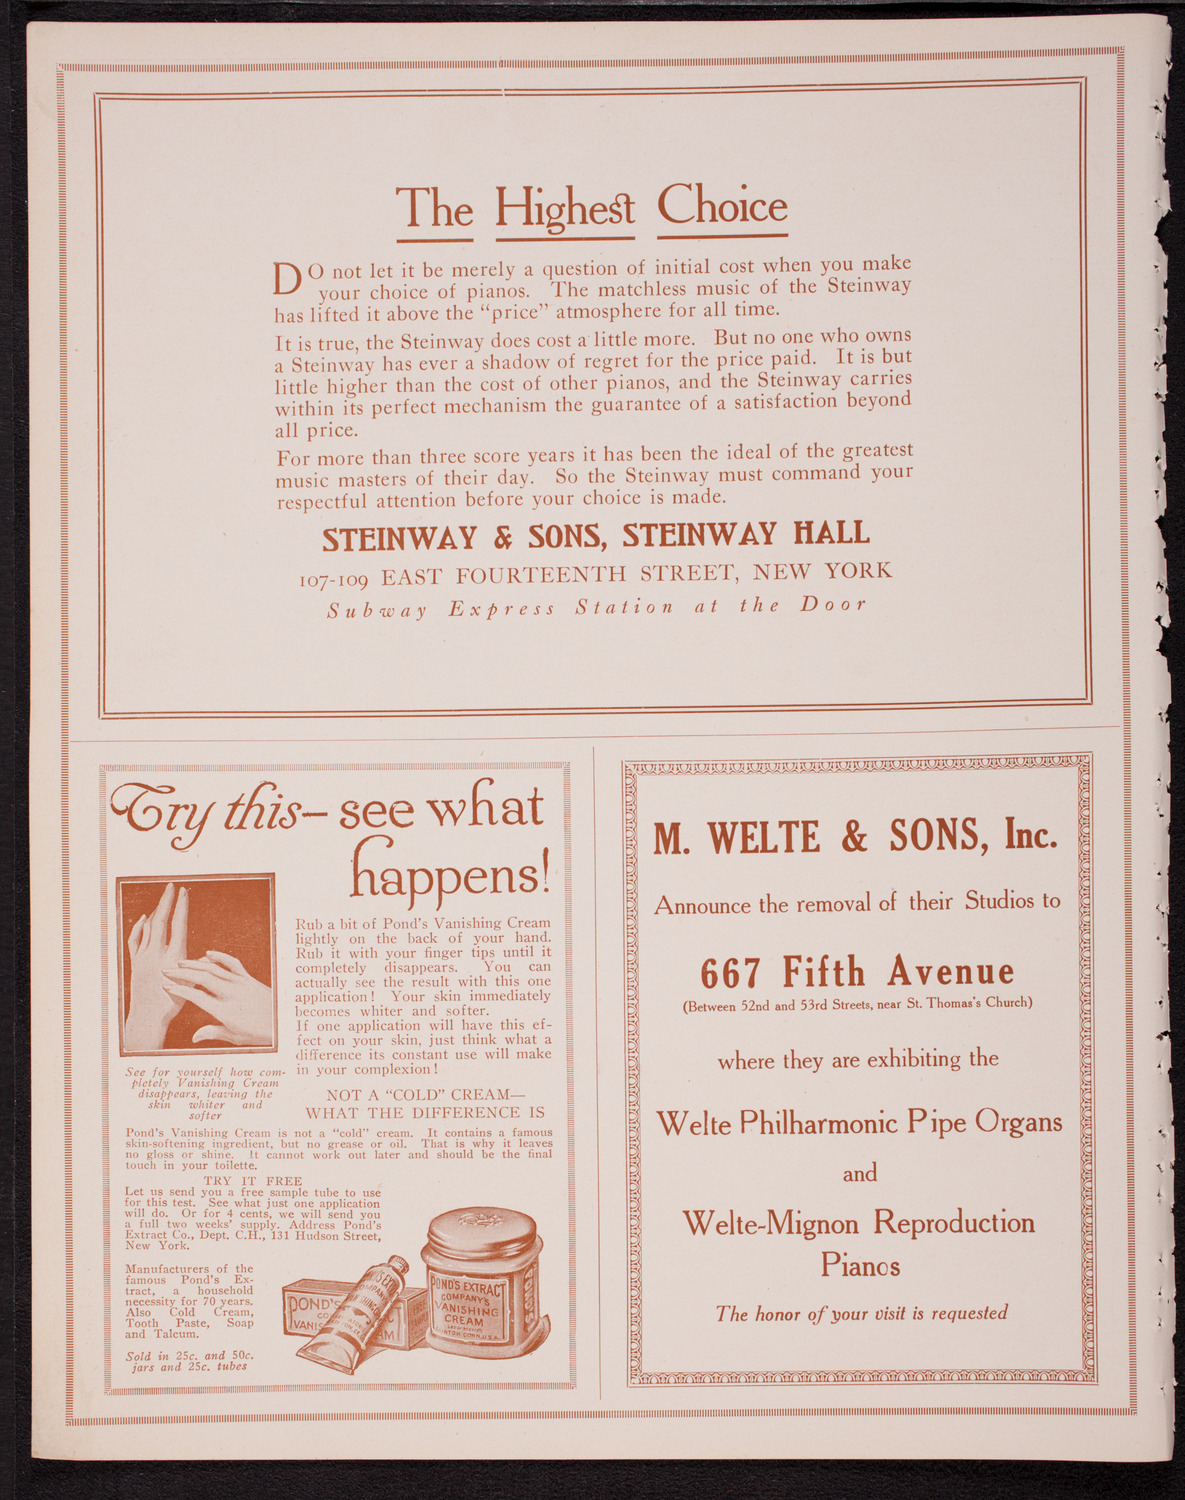 The Highest Choice
DO not let it be merely a question of initial cost when you make
your choice of pianos. The matchless music of the Steinway
has lifted it above the “price” atmosphere for all time.
It is true, the Steinway does cost a little more. But no one who owns
a Steinway has ever a shadow of regret for the price paid. It is but
little higher than the cost of other pianos, and the Steinway carries
within its perfect mechanism the guarantee of a satisfaction beyond
all price.
For more than three score years it has been the ideal of the greatest
music masters of their day. So the Steinway must command your
respectful attention before your choice is made.
STEINWAY & SONS, STEINWAY HALL
107-109 EAST FOURTEENTH STREET, NEW YORK
Subway Express Station at the Door
Try this—see what
happens!
Rub a bit of Pond's Vanishing Cream
lightly on the back of your hand.
Rub it with your finger tips until it
completely disappears. You can
actually see the result with this one
application! Your skin immediately
becomes whiter and softer.
If one application will have this ef-
fect on your skin, just think what a
difference its constant use will make
in your complexion!
See for yourself how com-
pletely Vanishing Cream
disappears, leaving the
skin whiter and
softer
NOT A “COLD” CREAM—
WHAT THE DIFFERENCE IS
Pond's Vanishing Cream is not a “cold” cream. It contains a famous
skin-softening ingredient, but no grease or oil. That is why it leaves
no gloss or shine. It cannot work out later and should be the final
touch in your toilette.
TRY IT FREE
Let us send you a free sample tube to use
for this test. See what just one application
will do. Or for 4 cents, we will send you
a full two weeks' supply. Address Pond's
Extract Co., Dept. C.H., 131 Hudson Street,
New York.
Manufacturers of the
famous Pond's Ex-
tract, a household
necessity for 70 years.
Also Cold Cream,
Tooth Paste, Soap
and Talcum.
Sold in 25c. and 50c.
jars and 25c. tubes
POND'S
VANIS
POND'S EXTRACT
COMPANY'S
VANISHING
CREAM
M. WELTE & SONS, Inc.
Announce the removal of their Studios to
667 Fifth Avenue
(Between 52nd and 53rd Streets, near St. Thomas's Church)
where they are exhibiting the
Welte Philharmonic Pipe Organs
and
Welte-Mignon Reproduction
Pianos
The honor of your visit is requested